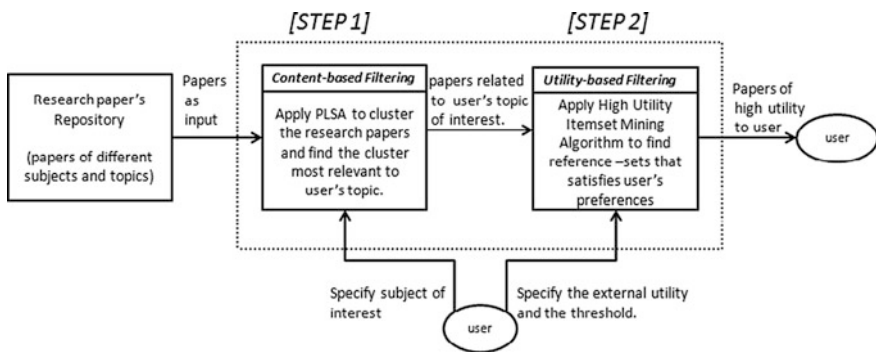 [STEP 1]
[STEP 2]
Research paper's
Repository
(papers of different
subjects and topics)
Papers
as
input
Content-based Filtering
Apply PLSA to cluster
the research papers
and find the cluster
most relevant to
user's topic.
papers related
to user's topic
of interest.
Utility-based Filtering
Apply High Utility
Itemset Mining
Algorithm to find
reference –sets that
satisfies user's
preferences
Papers of
high utility
to user
user
Specify subject of
interest
user
Specify the external utility
and the threshold.